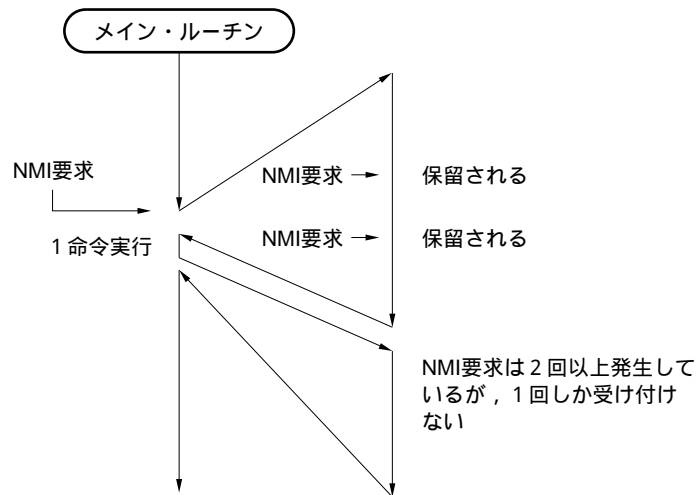 メイン・ルーチン
NMI要求
NMI要求
保留される
NMI要求
保留される
1 命令実行
NMI要求は 2 回以上発生して
いるが，1 回しか受け付け
ない